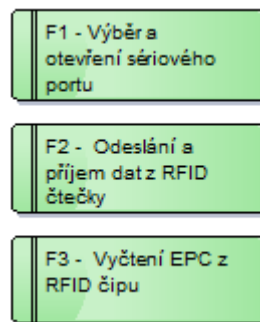 F1 - Výběr a
otevření sériového
portu
F2 - Odeslání a
příjem dat z RFID
čtečky
F3 - Vyčtení EPC z
RFID čipu